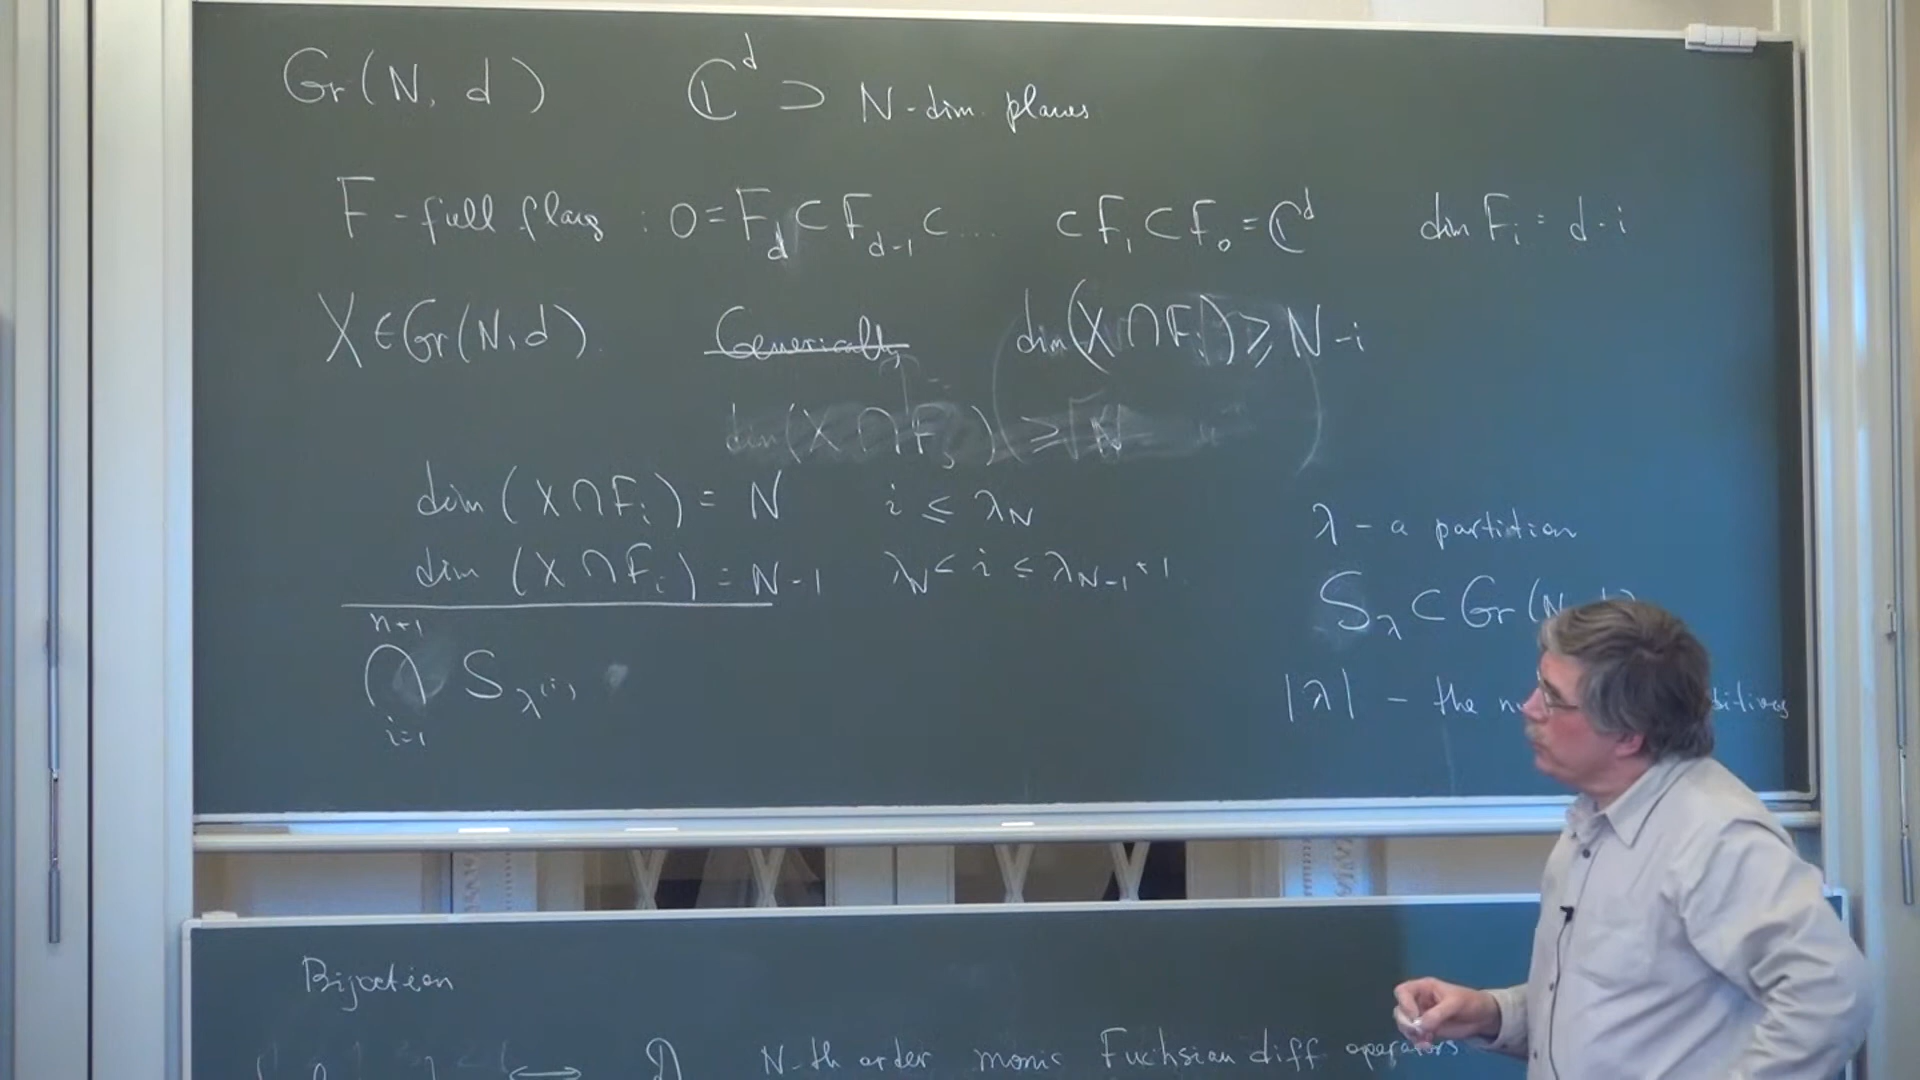 Gr(N, d) ℂ^d ⊃ N-dim. planes
F - full flag : 0 = F_d ⊂ F_{d-1} ⊂ ... ⊂ F_1 ⊂ F_0 = ℂ^d dim F_i = d - i
X ∈ Gr(N, d). Generically dim(X ∩ F_i) ≥ N - i
dim(X ∩ F_i) ≥ N
dim (X ∩ F_i) = N i ≤ λ_N
dim (X ∩ F_i) = N-1 λ_N < i ≤ λ_{N-1} + 1
λ - a partition
S_λ ⊂ Gr(N
|λ| - the
⋂_{i=1}^{n+1} S_{λ^{(i)}}
Bijection
⟷ 𝒟 N-th order monic Fuchsian diff operators